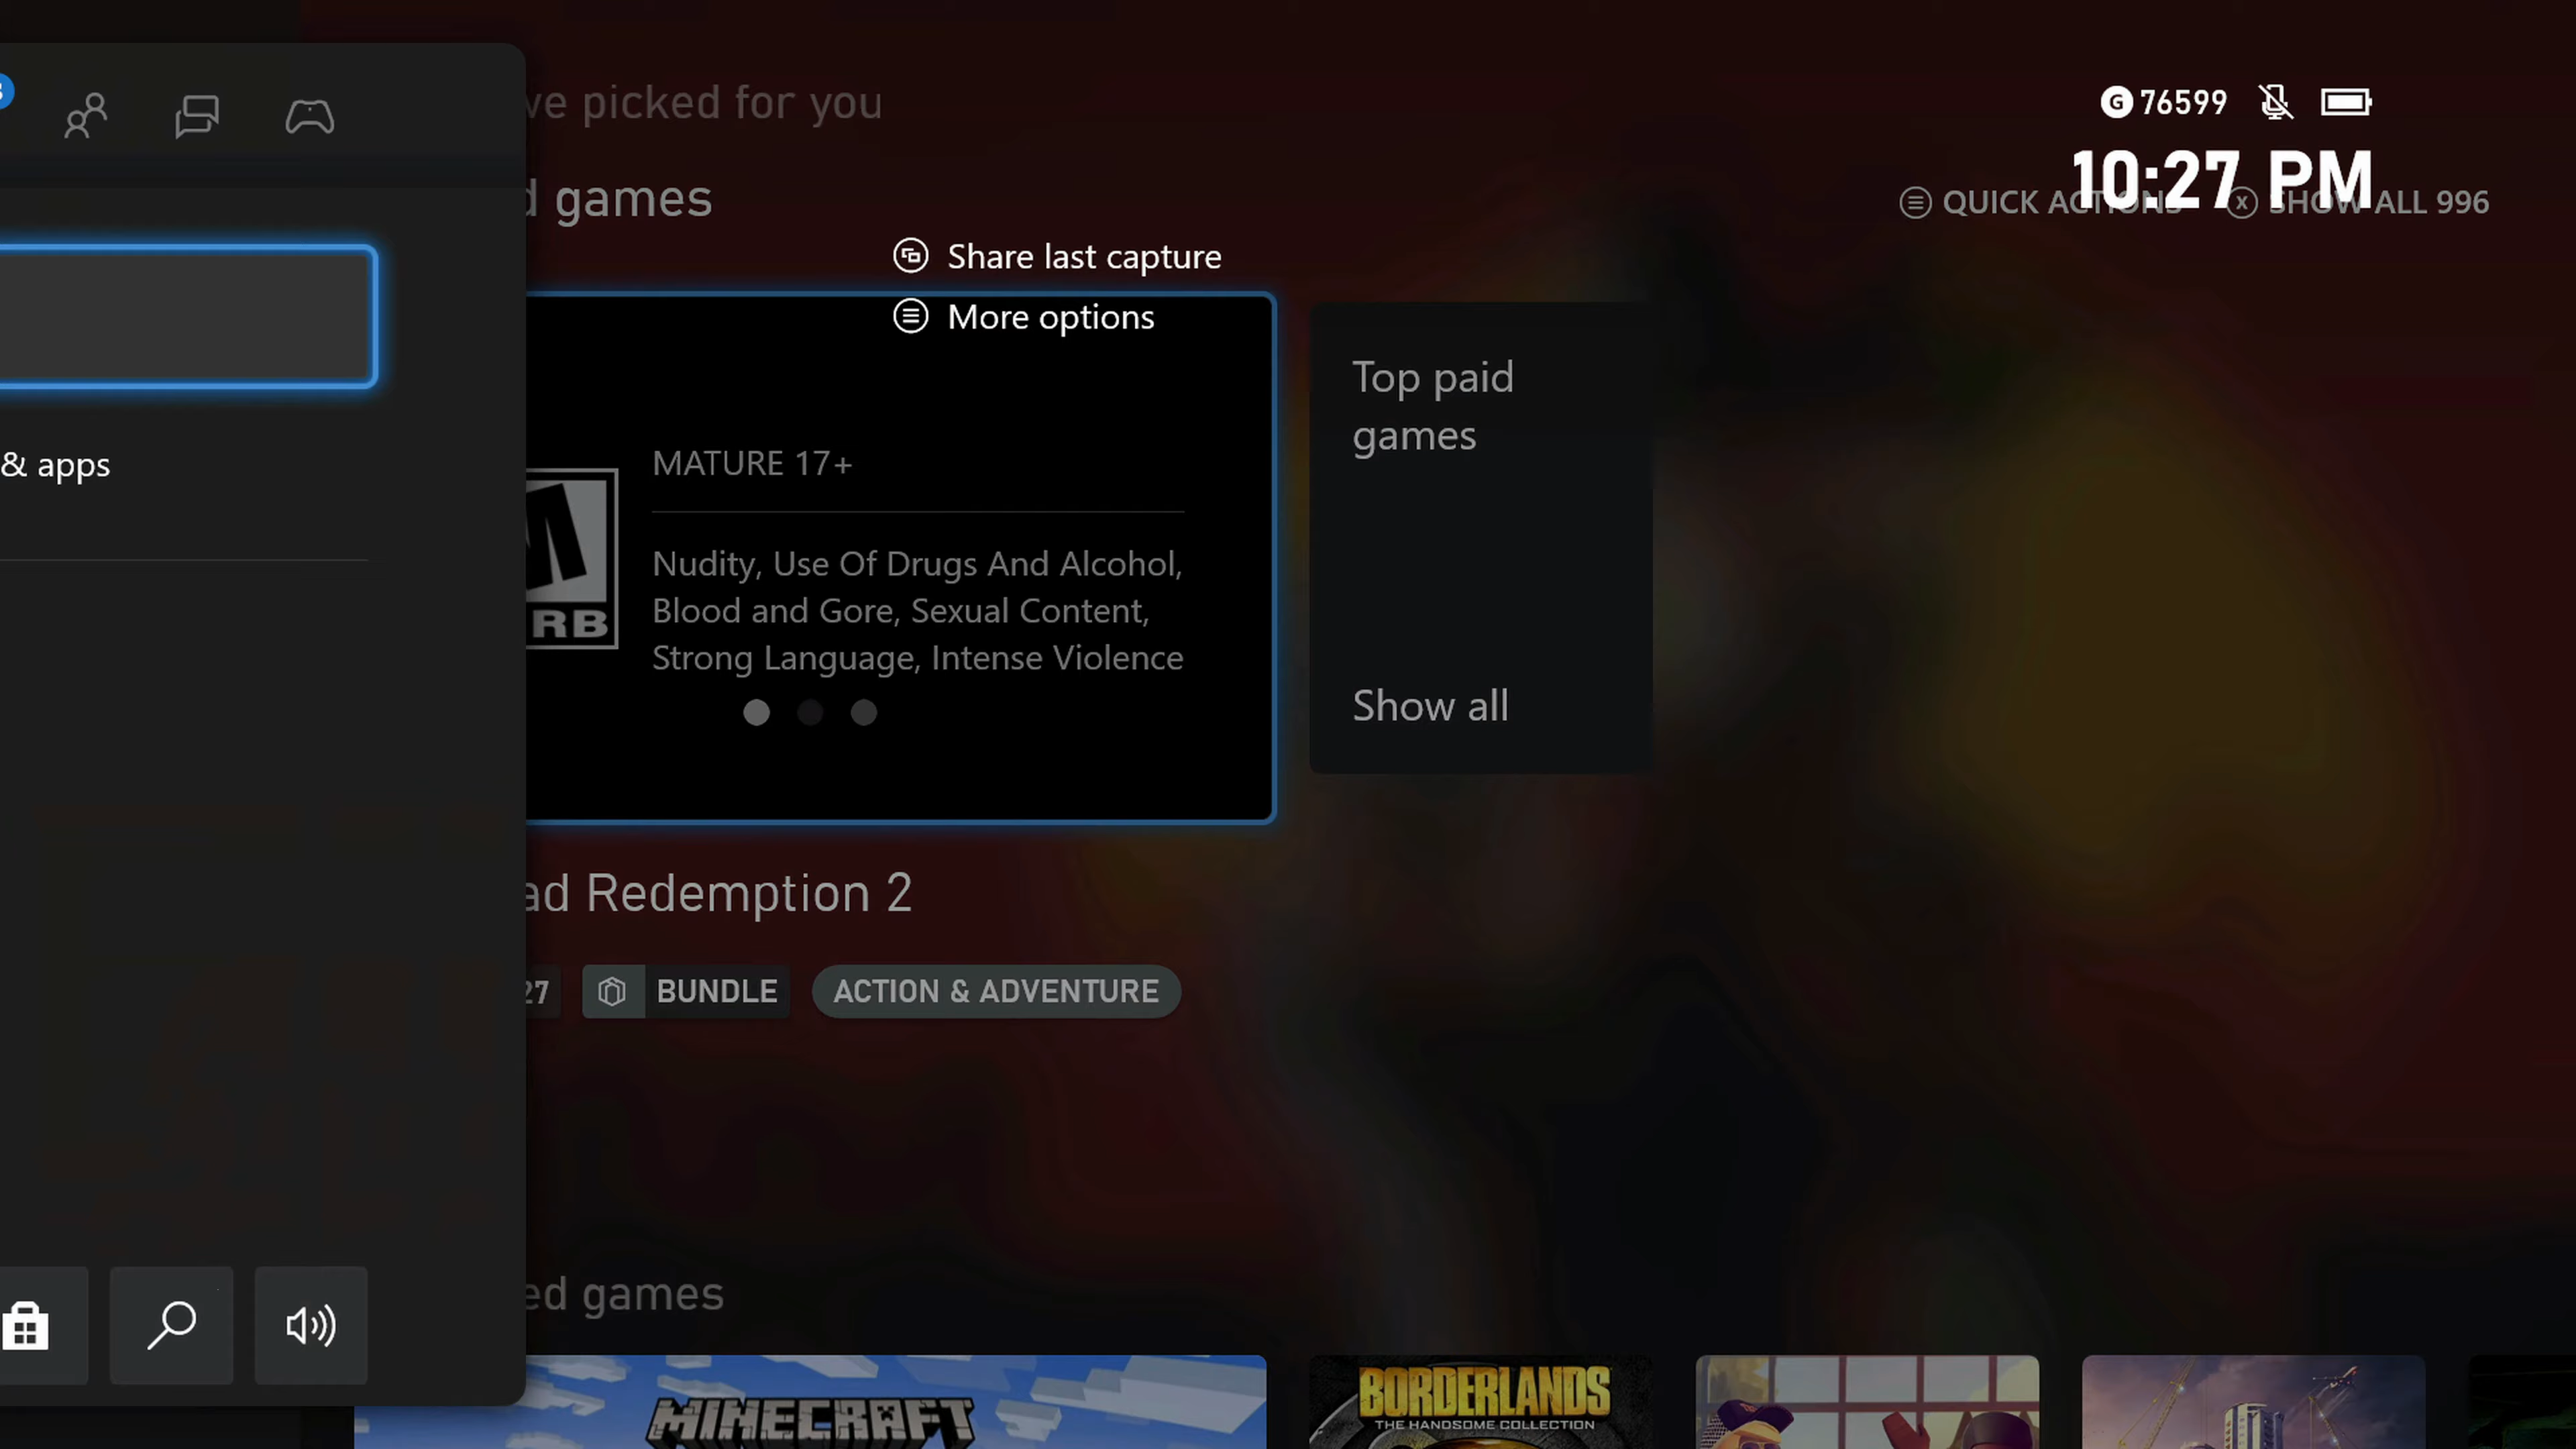 ve picked for you
76599
10:27 PM
d games
QUICK ACTIONS
SHOW ALL 996
Share last capture
More options
& apps
Top paid
games
Show all
MATURE 17+
Nudity, Use Of Drugs And Alcohol,
Blood and Gore, Sexual Content,
Strong Language, Intense Violence
M
RB
ad Redemption 2
27
BUNDLE
ACTION & ADVENTURE
ed games
MINECRAFT
BORDERLANDS
THE HANDSOME COLLECTION